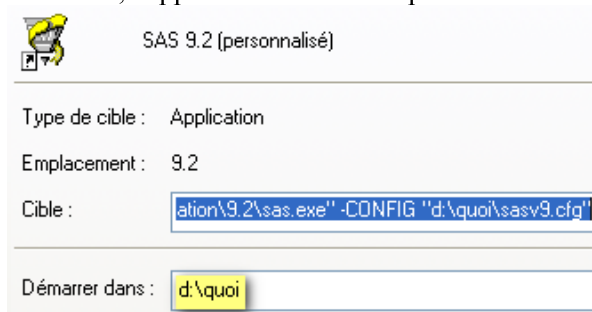 SAS 9.2 (personnalisé)
Type de cible : Application
Emplacement : 9.2
Cible : ation\9.2\sas.exe" -CONFIG "d:\quoi\sasv9.cfg"
Démarrer dans : d:\quoi